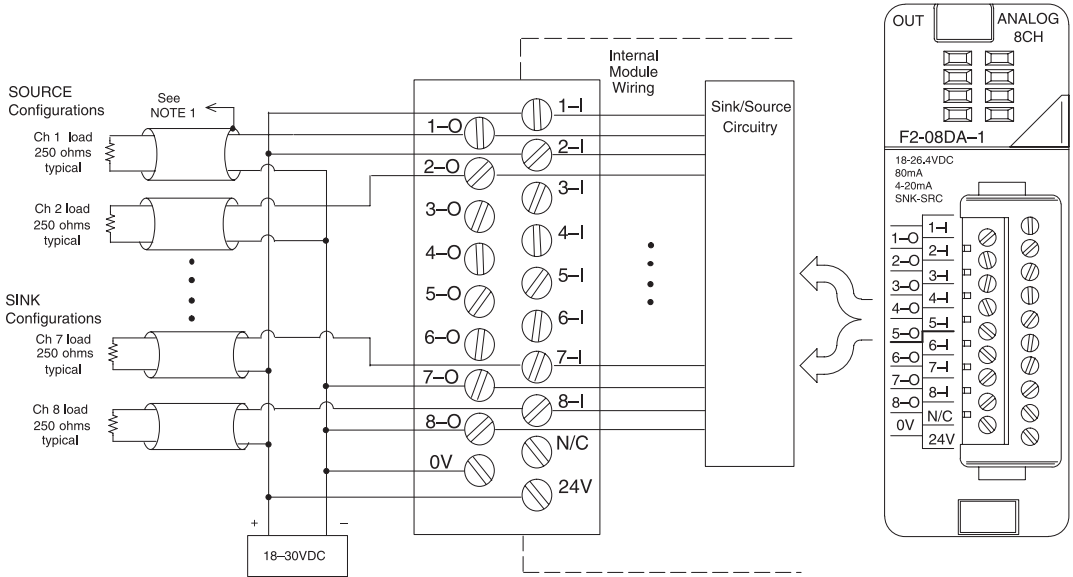 SOURCE
Configurations
See
NOTE 1
Ch 1 load
250 ohms
typical
Ch 2 load
250 ohms
typical
SINK
Configurations
Ch 7 load
250 ohms
typical
Ch 8 load
250 ohms
typical
+
–
18–30VDC
Internal
Module
Wiring
1–I
1–O
2–I
2–O
3–I
3–O
4–I
4–O
5–I
5–O
6–I
6–O
7–I
7–O
8–I
8–O
N/C
0V
24V
Sink/Source
Circuitry
OUT
ANALOG
8CH
F2-08DA–1
18-26.4VDC
80mA
4-20mA
SNK-SRC
1–I
1–O
2–I
2–O
3–I
3–O
4–I
4–O
5–I
5–O
6–I
6–O
7–I
7–O
8–I
8–O
N/C
0V
24V